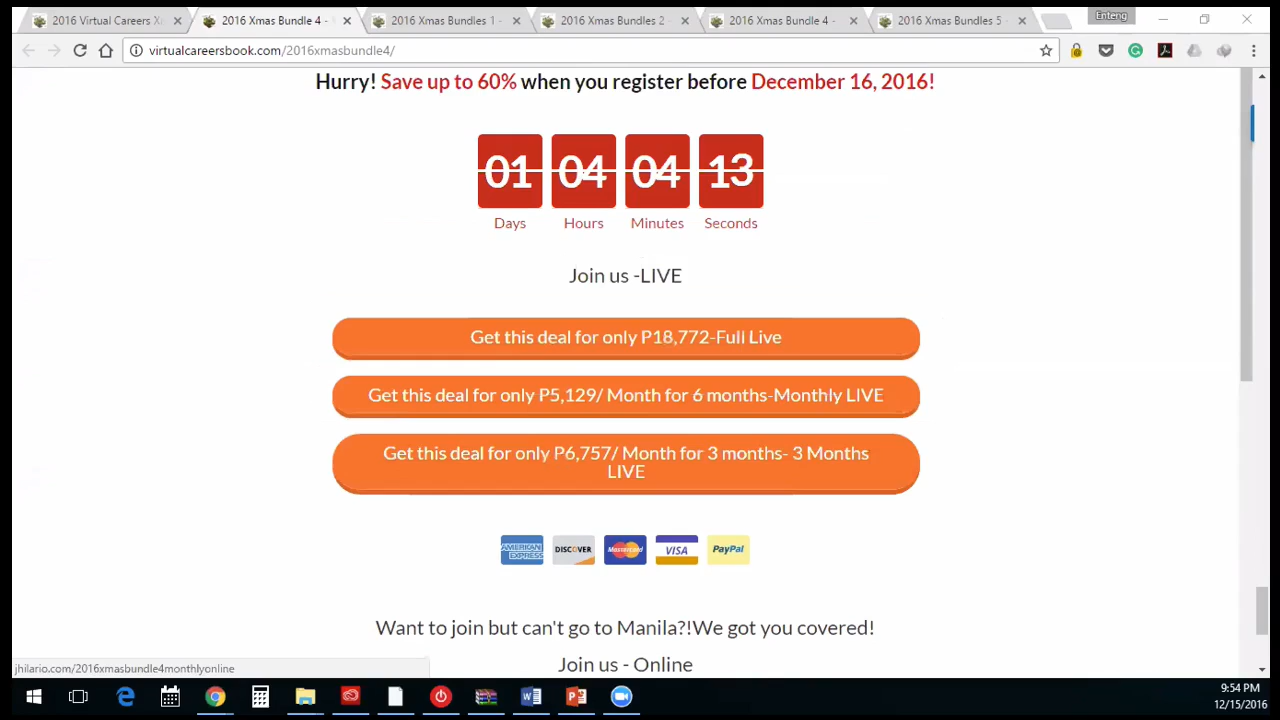 2016 Virtual Careers X
2016 Xmas Bundle 4 -
2016 Xmas Bundles 1 -
2016 Xmas Bundles 2
2016 Xmas Bundle 4 -
2016 Xmas Bundles 5 -
Enteng
virtualcareersbook.com/2016xmasbundle4/
Hurry! Save up to 60% when you register before December 16, 2016!
01 04 04 13
Days Hours Minutes Seconds
Join us -LIVE
Get this deal for only P18,772-Full Live
Get this deal for only P5,129/ Month for 6 months-Monthly LIVE
Get this deal for only P6,757/ Month for 3 months- 3 Months
LIVE
AMERICAN EXPRESS DISCOVER MasterCard VISA PayPal
Want to join but can't go to Manila?!We got you covered!
Join us - Online
jhilario.com/2016xmasbundle4monthlyonline
9:54 PM
12/15/2016